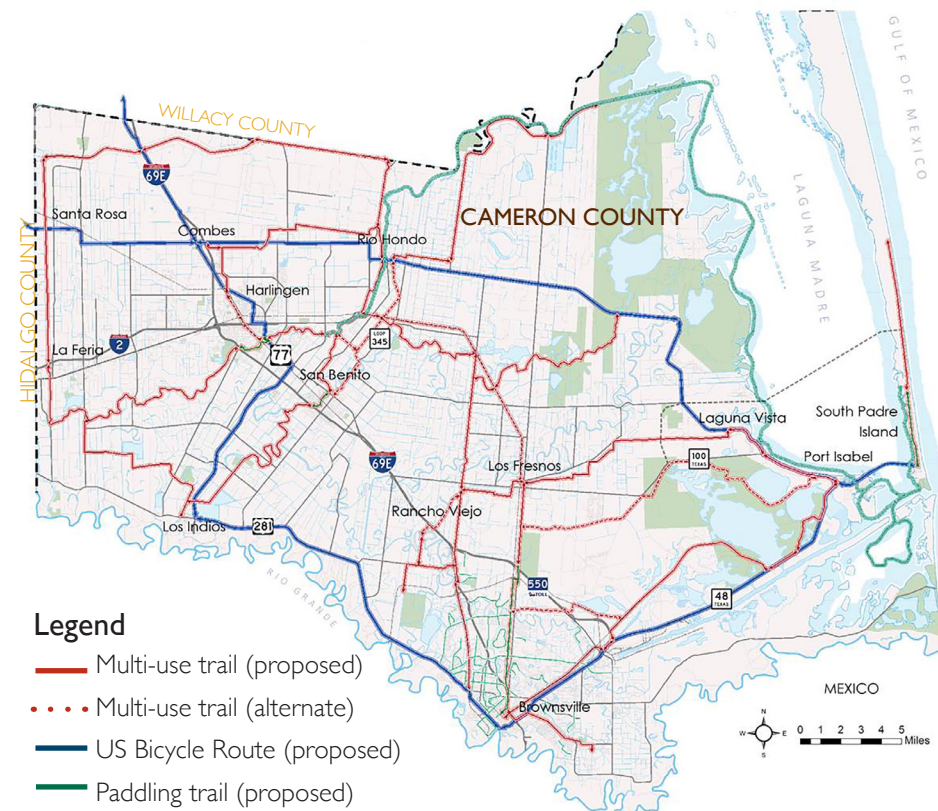 GULF OF MEXICO
WILLACY COUNTY
69E
Santa Rosa
CAMERON COUNTY
LAGUNA MADRE
Combes
Rio Hondo
HIDALGO COUNTY
Harlingen
La Feria
2
77
LOOP
345
San Benito
Laguna Vista
South Padre
Island
Port Isabel
69E
Los Fresnos
100
TEXAS
Rancho Viejo
Los Indios
281
RIO GRANDE
550
48
TEXAS
Legend
Multi-use trail (proposed)
Multi-use trail (alternate)
US Bicycle Route (proposed)
Paddling trail (proposed)
Brownsville
MEXICO
N
W
E
S
0 1 2 3 4 5
Miles